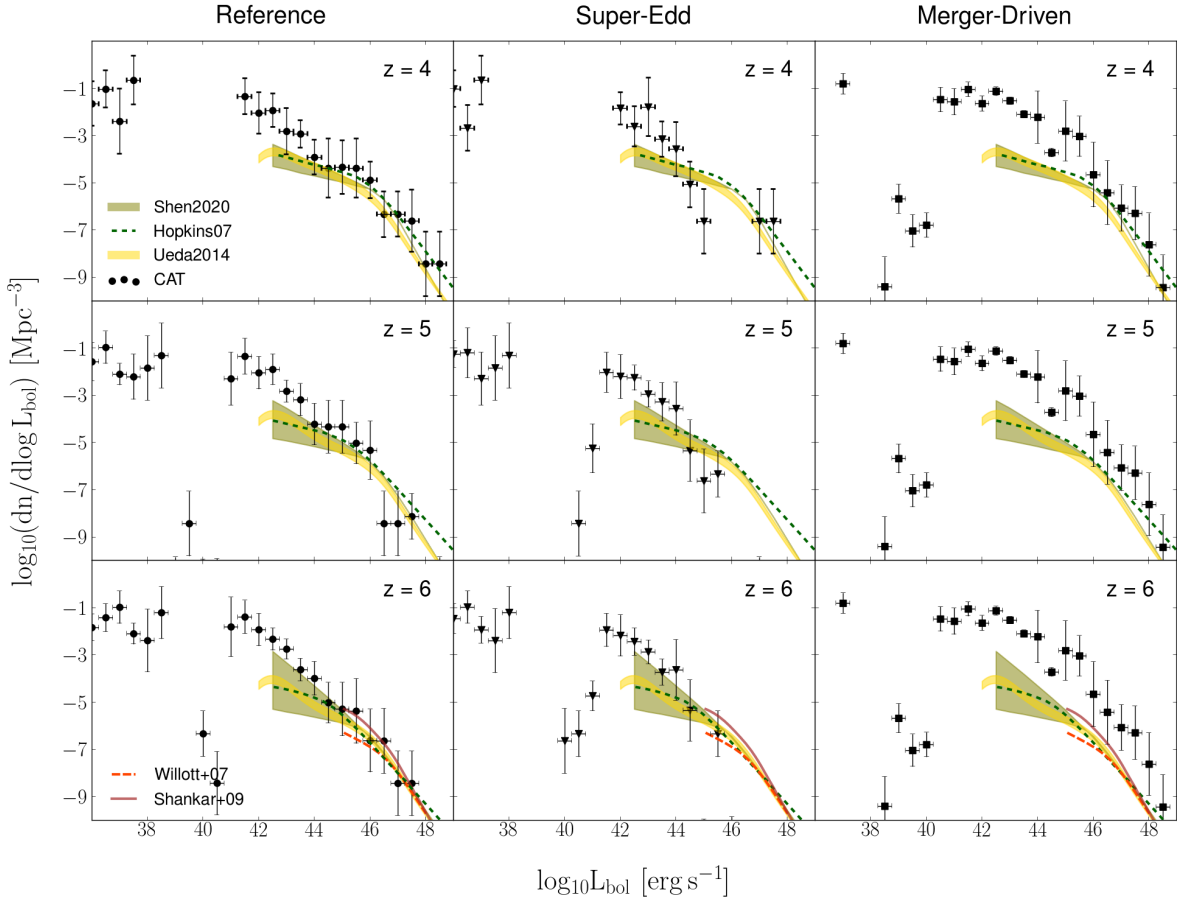 Reference Super-Edd Merger-Driven
z = 4 z = 4 z = 4
−1
−3
−5
−7
−9
Shen2020
Hopkins07
Ueda2014
CAT
z = 5 z = 5 z = 5
−1
−3
−5
−7
−9
z = 6 z = 6 z = 6
−1
−3
−5
−7
−9
Willott+07
Shankar+09
38 40 42 44 46 48 38 40 42 44 46 48 38 40 42 44 46 48
log₁₀(dn/dlog L_bol) [Mpc⁻³]
log₁₀L_bol [erg s⁻¹]